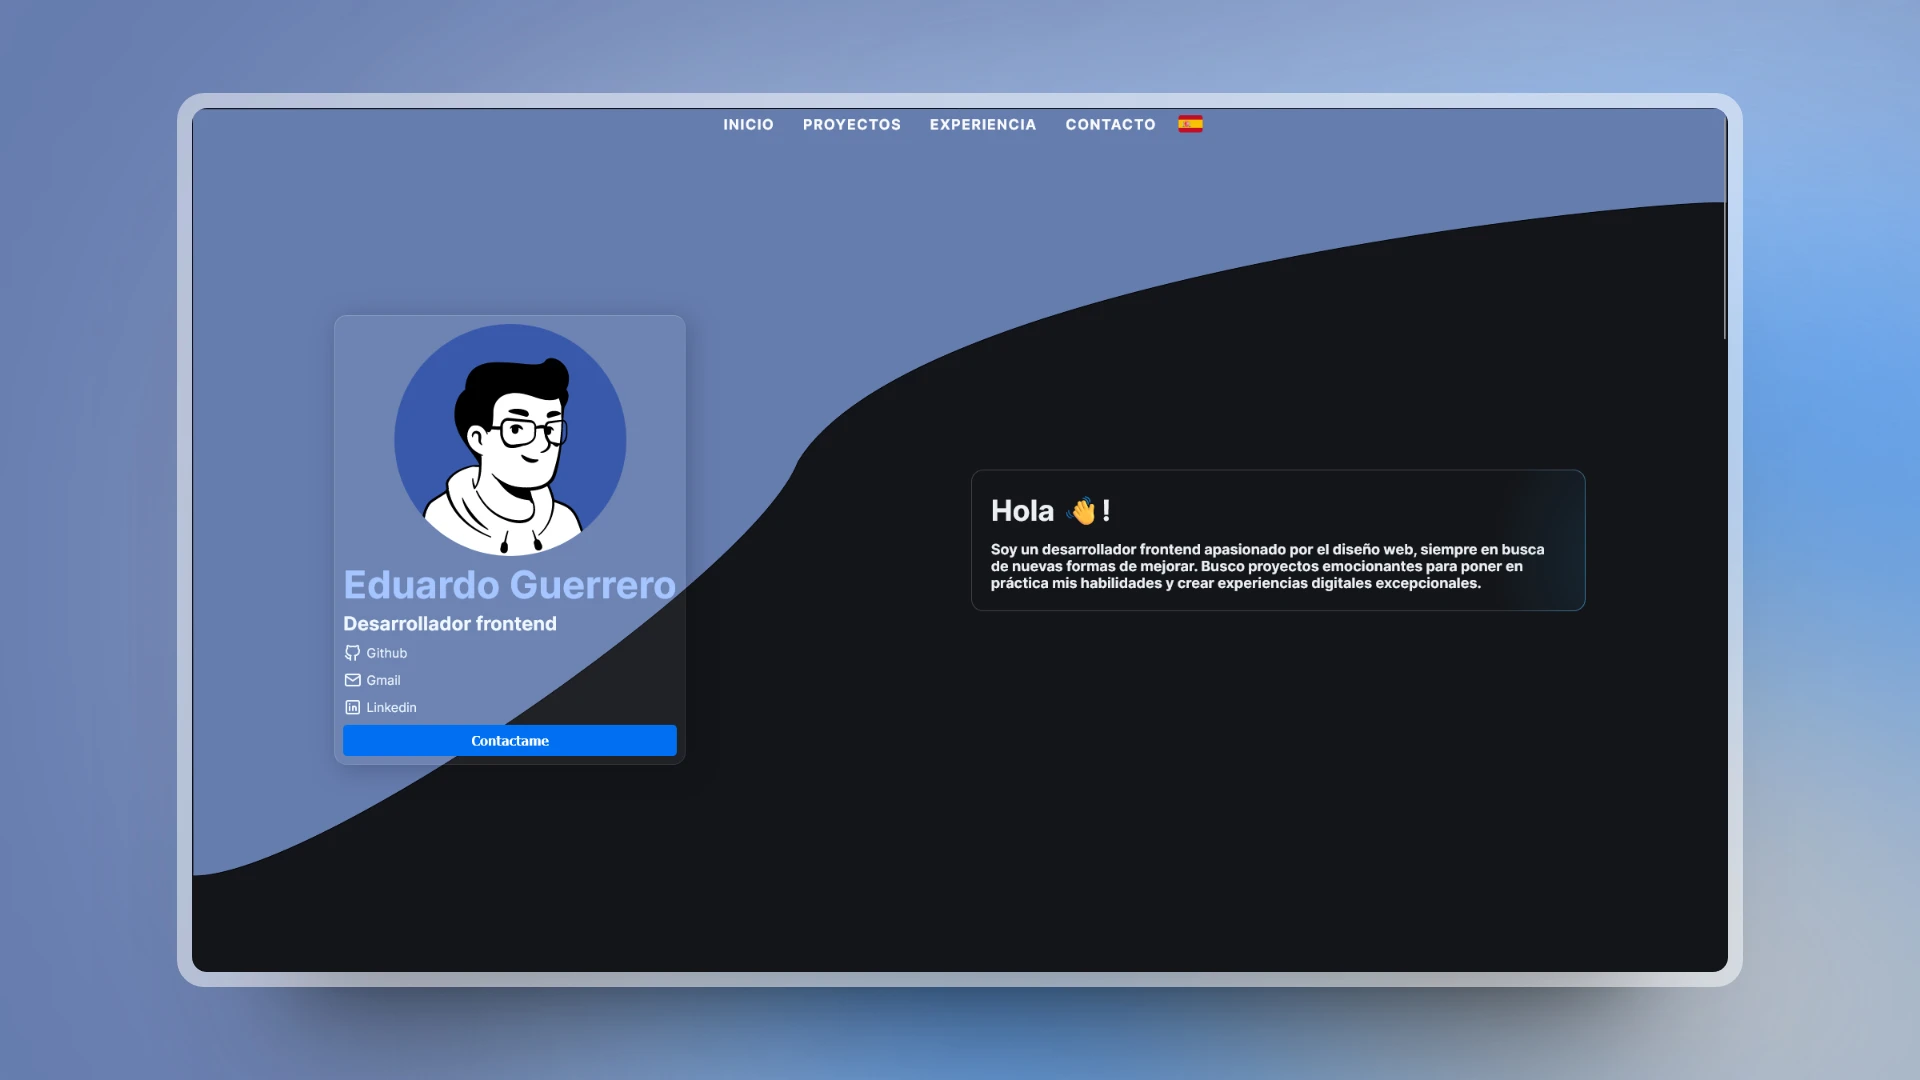 INICIO PROYECTOS EXPERIENCIA CONTACTO
Eduardo Guerrero
Desarrollador frontend
Github
Gmail
Linkedin
Contactame
Hola 👋 !
Soy un desarrollador frontend apasionado por el diseño web, siempre en busca
de nuevas formas de mejorar. Busco proyectos emocionantes para poner en
práctica mis habilidades y crear experiencias digitales excepcionales.